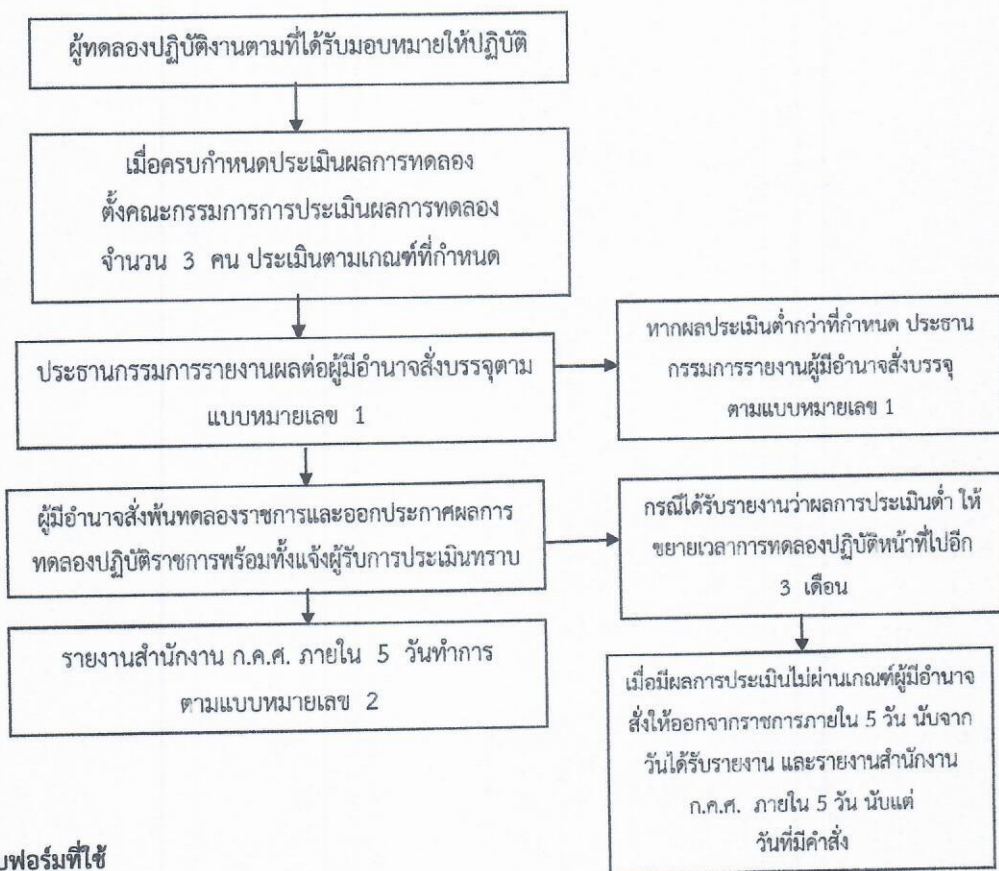 ผู้ทดลองปฏิบัติงานตามที่ได้รับมอบหมายให้ปฏิบัติ
เมื่อครบกำหนดประเมินผลการทดลอง
ตั้งคณะกรรมการการประเมินผลการทดลอง
จำนวน 3 คน ประเมินตามเกณฑ์ที่กำหนด
ประธานกรรมการรายงานผลต่อผู้มีอำนาจสั่งบรรจุตาม
แบบหมายเลข 1
หากผลประเมินต่ำกว่าที่กำหนด ประธาน
กรรมการรายงานผู้มีอำนาจสั่งบรรจุ
ตามแบบหมายเลข 1
ผู้มีอำนาจสั่งพ้นทดลองราชการและออกประกาศผลการ
ทดลองปฏิบัติราชการพร้อมทั้งแจ้งผู้รับการประเมินทราบ
กรณีได้รับรายงานว่าผลการประเมินต่ำ ให้
ขยายเวลาการทดลองปฏิบัติหน้าที่ไปอีก
3 เดือน
รายงานสำนักงาน ก.ค.ศ. ภายใน 5 วันทำการ
ตามแบบหมายเลข 2
เมื่อมีผลการประเมินไม่ผ่านเกณฑ์ผู้มีอำนาจ
สั่งให้ออกจากราชการภายใน 5 วัน นับจาก
วันได้รับรายงาน และรายงานสำนักงาน
ก.ค.ศ. ภายใน 5 วัน นับแต่
วันที่มีคำสั่ง
บฟอร์มที่ใช้